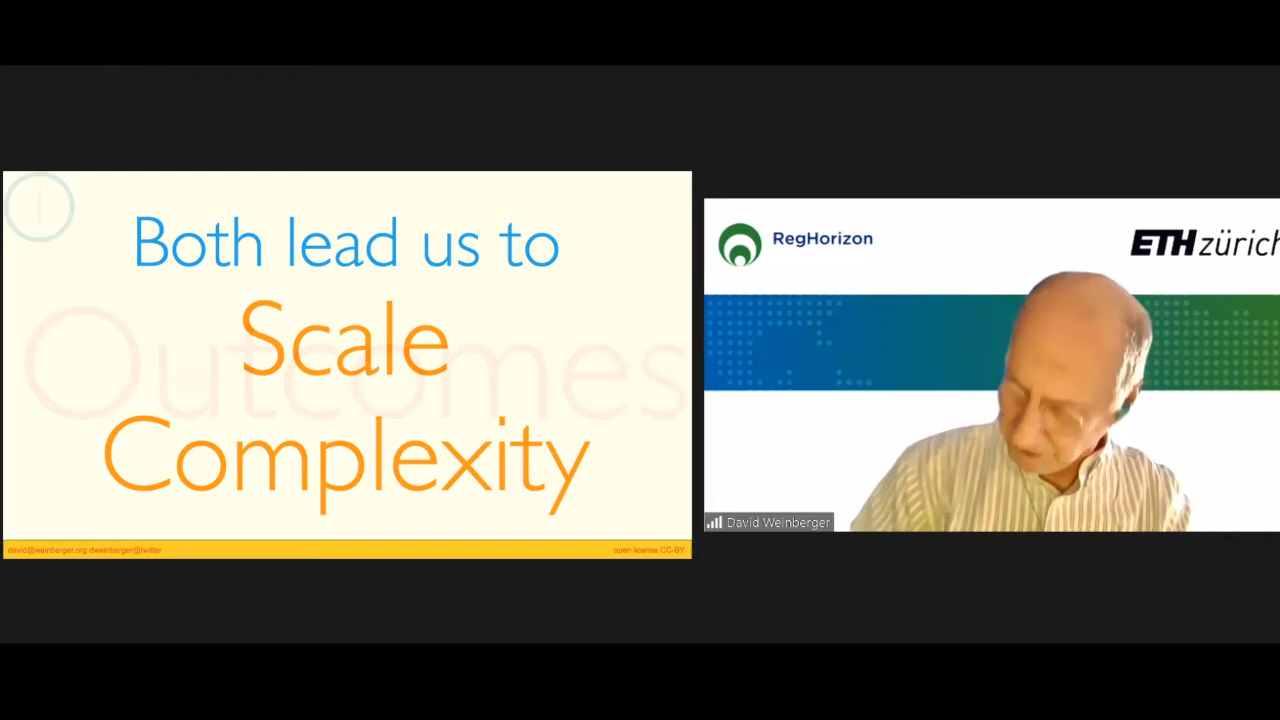 Both lead us to
Scale
Outcomes
Complexity
david@weinberger.org dweinberger@twitter
open license CC-BY
RegHorizon
ETH zürich
David Weinberger